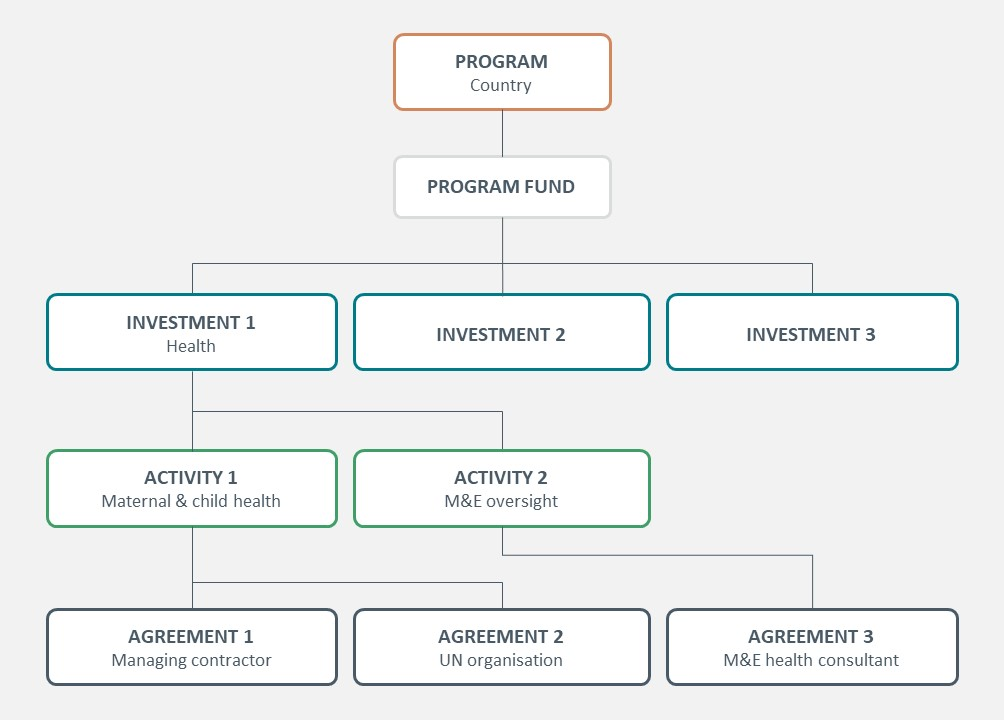 PROGRAM
Country
PROGRAM FUND
INVESTMENT 1
Health
INVESTMENT 2
INVESTMENT 3
ACTIVITY 1
Maternal & child health
ACTIVITY 2
M&E oversight
AGREEMENT 1
Managing contractor
AGREEMENT 2
UN organisation
AGREEMENT 3
M&E health consultant